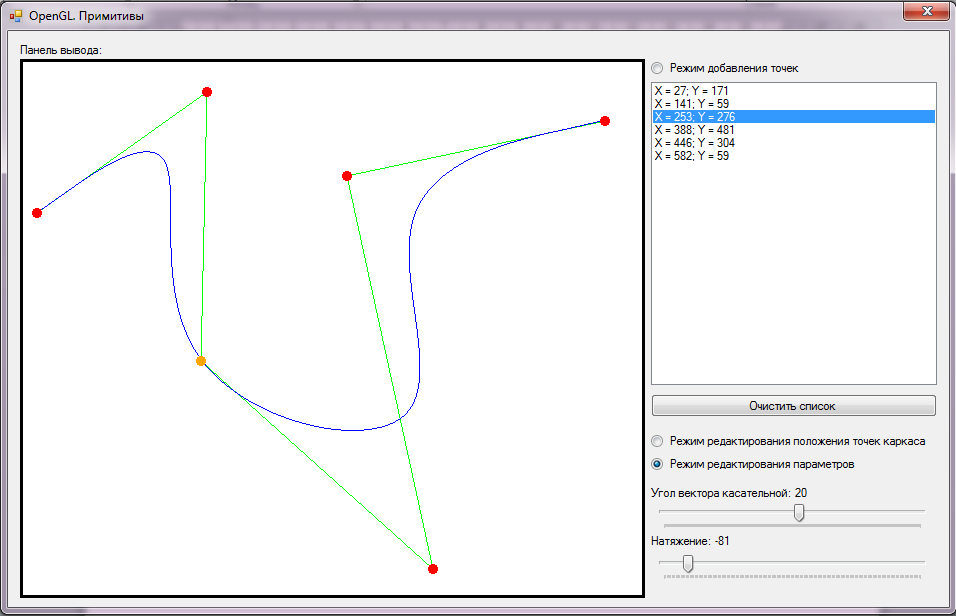 OpenGL. Примитивы
Панель вывода:
Режим добавления точек
X = 27; Y = 171
X = 141; Y = 59
X = 253; Y = 276
X = 388; Y = 481
X = 446; Y = 304
X = 582; Y = 59
Очистить список
Режим редактирования положения точек каркаса
Режим редактирования параметров
Угол вектора касательной: 20
Натяжение: -81